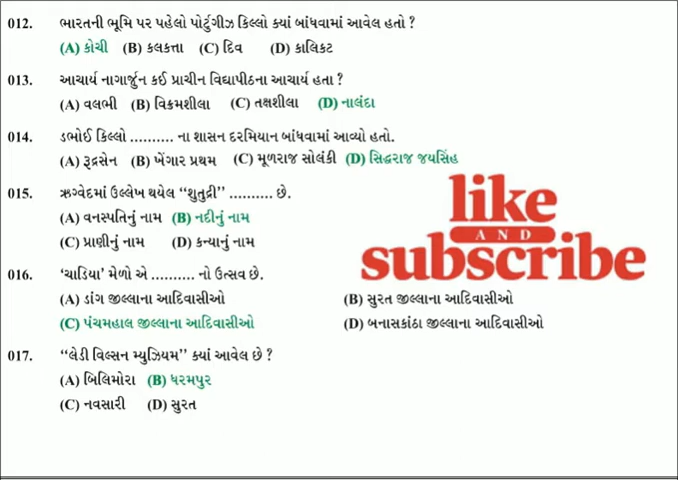 012. ભારતની ભૂમિ પર પહેલો પોર્ટુગીઝ કિલ્લો ક્યાં બાંધવામાં આવેલ હતો ?
(A) કોચી (B) કલકત્તા (C) દિવ (D) કાલિકટ
013. આચાર્ય નાગાર્જુન કઈ પ્રાચીન વિદ્યાપીઠના આચાર્ય હતા ?
(A) વલભી (B) વિક્રમશીલા (C) તક્ષશીલા (D) નાલંદા
014. ડભોઈ કિલ્લો .......... ના શાસન દરમિયાન બાંધવામાં આવ્યો હતો.
(A) રૂદ્રસેન (B) ખેંગાર પ્રથમ (C) મૂળરાજ સોલંકી (D) સિદ્ધરાજ જયસિંહ
015. ઋગ્વેદમાં ઉલ્લેખ થયેલ “શુતુદ્રી” .......... છે.
(A) વનસ્પતિનું નામ (B) નદીનું નામ
(C) પ્રાણીનું નામ (D) કન્યાનું નામ
like
AND
subscribe
016. ‘ચાડિયા’ મેળો એ .......... નો ઉત્સવ છે.
(A) ડાંગ જીલ્લાના આદિવાસીઓ (B) સુરત જીલ્લાના આદિવાસીઓ
(C) પંચમહાલ જીલ્લાના આદિવાસીઓ (D) બનાસકાંઠા જીલ્લાના આદિવાસીઓ
017. “લેડી વિલ્સન મ્યુઝિયમ” ક્યાં આવેલ છે ?
(A) બિલિમોરા (B) ધરમપુર
(C) નવસારી (D) સુરત